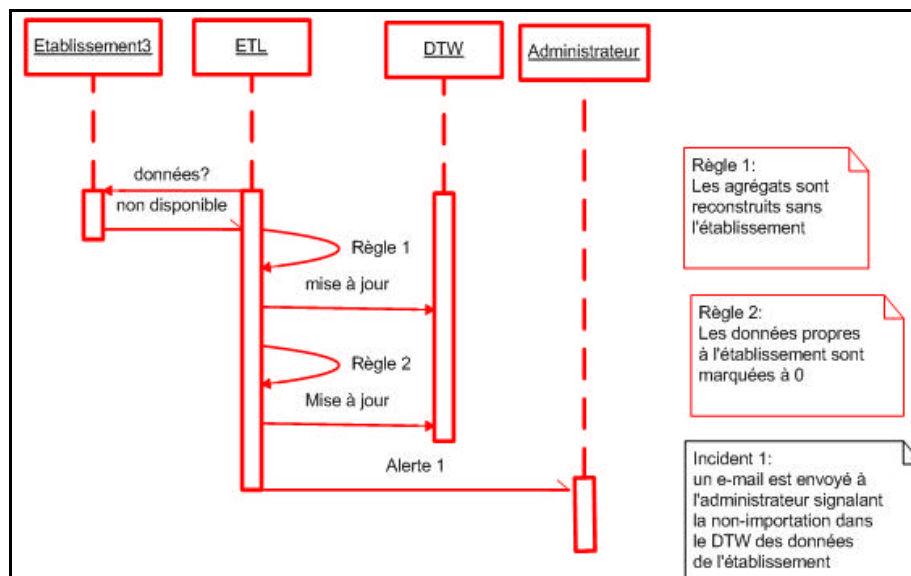 Etablissement3
ETL
DTW
Administrateur
données?
non disponible
Règle 1
mise à jour
Règle 2
Mise à jour
Alerte 1
Règle 1:
Les agrégats sont
reconstruits sans
l'établissement
Règle 2:
Les données propres
à l'établissement sont
marquées à 0
Incident 1:
un e-mail est envoyé à
l'administrateur signalant
la non-importation dans
le DTW des données
de l'établissement